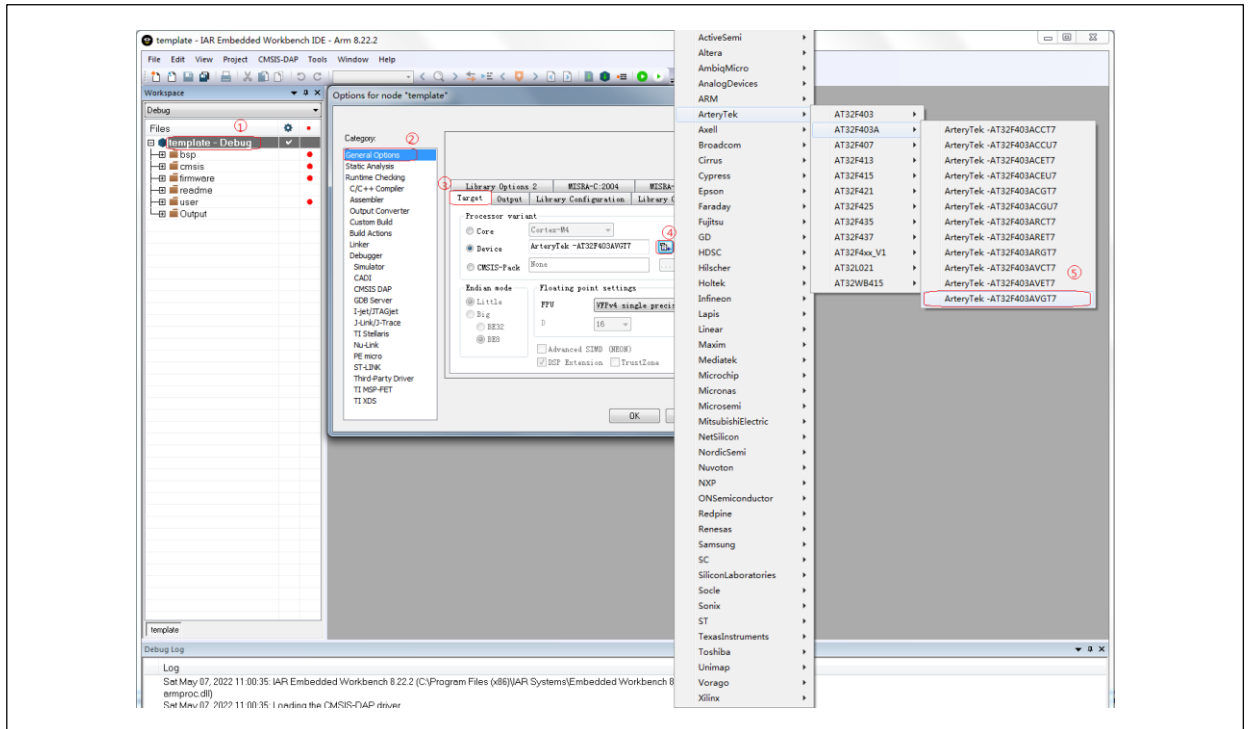 template - IAR Embedded Workbench IDE - Arm 8.22.2
File Edit View Project CMSIS-DAP Tools Window Help
Workspace
Debug
Files
①
template - Debug
bsp
cmsis
firmware
readme
user
Output
template
Options for node "template"
Category:
②
General Options
Static Analysis
Runtime Checking
C/C++ Compiler
Assembler
Output Converter
Custom Build
Build Actions
Linker
Debugger
Simulator
CADI
CMSIS DAP
GDB Server
I-jet/JTAGjet
J-Link/J-Trace
TI Stellaris
Nu-Link
PE micro
ST-LINK
Third-Party Driver
TI MSP-FET
TI XDS
③
Library Options 2 MISRA-C:2004 MISRA-
Target Output Library Configuration Library
Processor variant
Core Cortex-M4
④
Device ArteryTek -AT32F403AVGT7
CMSIS-Pack None ...
Endian mode
Little
Big
BE32
BE8
Floating point settings
FPU VFPv4 single precis
D 16
Advanced SIMD (NEON)
DSP Extension TrustZone
OK
ActiveSemi
Altera
AmbiqMicro
AnalogDevices
ARM
ArteryTek
Axell
Broadcom
Cirrus
Cypress
Epson
Faraday
Fujitsu
GD
HDSC
Hilscher
Holtek
Infineon
Lapis
Linear
Maxim
Mediatek
Microchip
Micronas
Microsemi
MitsubishiElectric
NetSilicon
NordicSemi
Nuvoton
NXP
ONSemiconductor
Redpine
Renesas
Samsung
SC
SiliconLaboratories
Socle
Sonix
ST
TexasInstruments
Toshiba
Unimap
Vorago
Xilinx
AT32F403
AT32F403A
AT32F407
AT32F413
AT32F415
AT32F421
AT32F425
AT32F435
AT32F437
AT32F4xx_V1
AT32L021
AT32WB415
ArteryTek -AT32F403ACCT7
ArteryTek -AT32F403ACCU7
ArteryTek -AT32F403ACET7
ArteryTek -AT32F403ACEU7
ArteryTek -AT32F403ACGT7
ArteryTek -AT32F403ACGU7
ArteryTek -AT32F403ARCT7
ArteryTek -AT32F403ARET7
ArteryTek -AT32F403ARGT7
ArteryTek -AT32F403AVCT7
⑤
ArteryTek -AT32F403AVET7
ArteryTek -AT32F403AVGT7
Debug Log
Log
Sat May 07, 2022 11:00:35: IAR Embedded Workbench 8.22.2 (C:\Program Files (x86)\IAR Systems\Embedded Workbench 8
armproc.dll)
Sat May 07, 2022 11:00:35: Loading the CMSIS-DAP driver